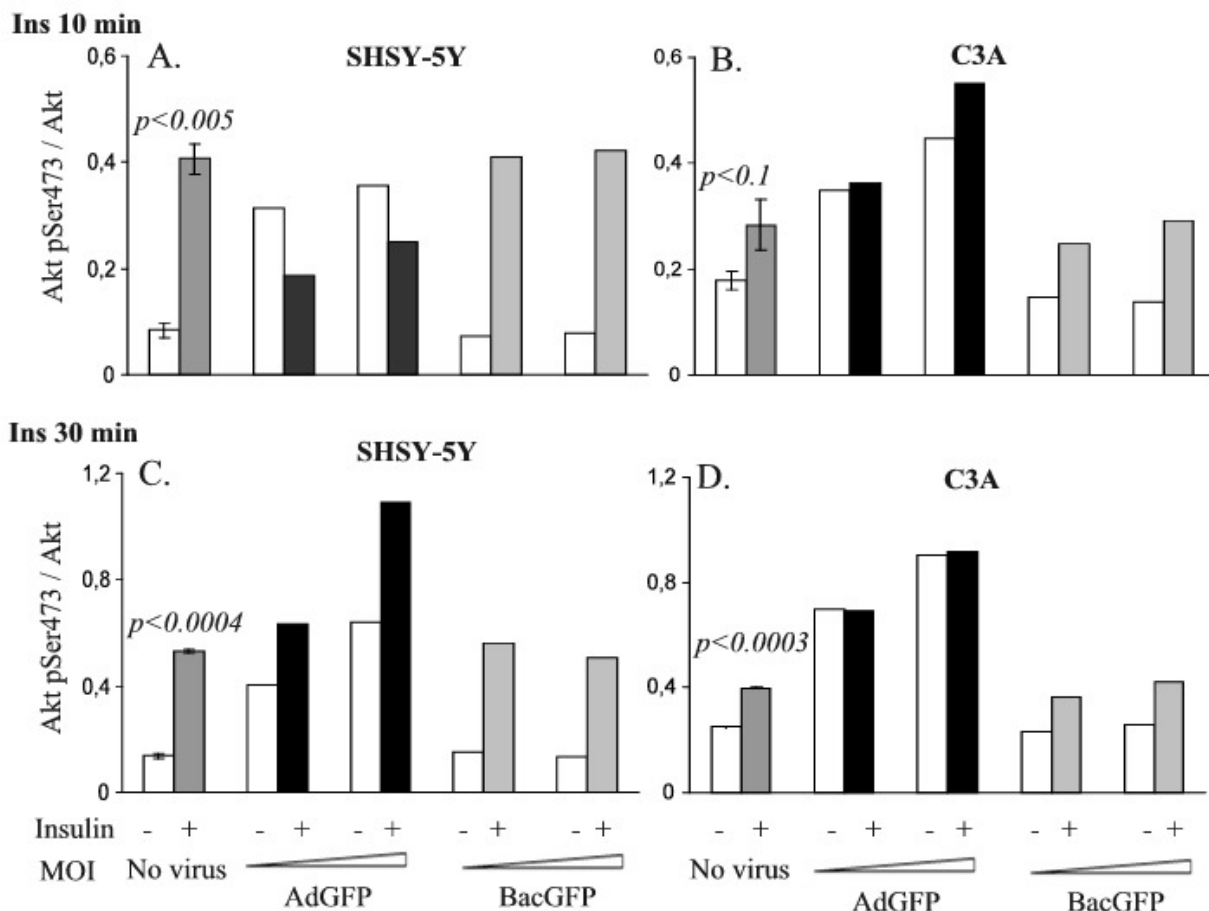 Ins 10 min
A. SHSY-5Y
B. C3A
Akt pSer473 / Akt
0,6
0,4
0,2
0
p<0.005
0,6
0,4
0,2
0
p<0.1
Ins 30 min
C. SHSY-5Y
D. C3A
Akt pSer473 / Akt
1,2
0,8
0,4
0
p<0.0004
1,2
0,8
0,4
0
p<0.0003
Insulin - + - + - + - + - + - + - + - + - + - +
MOI No virus
AdGFP BacGFP AdGFP BacGFP